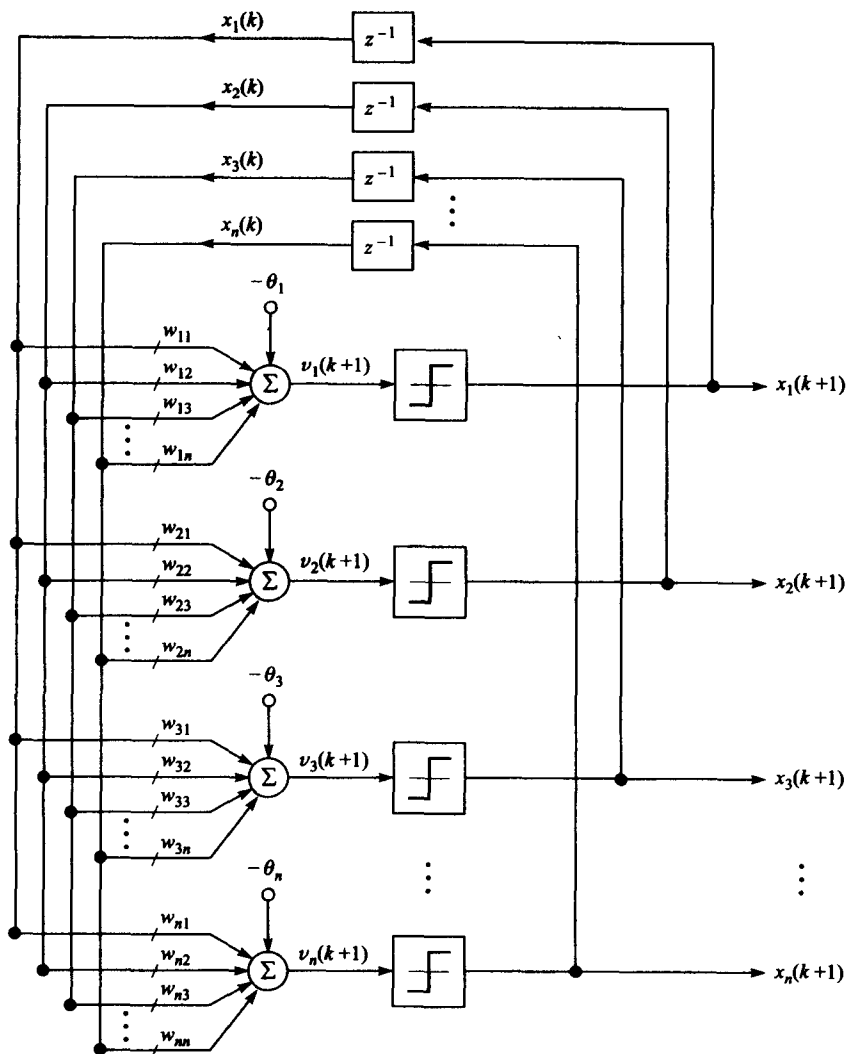 x₁(k)
z⁻¹
x₂(k)
z⁻¹
x₃(k)
z⁻¹
xₙ(k)
z⁻¹
−θ₁
w₁₁
w₁₂
w₁₃
w₁ₙ
Σ
v₁(k+1)
x₁(k+1)
−θ₂
w₂₁
w₂₂
w₂₃
w₂ₙ
Σ
v₂(k+1)
x₂(k+1)
−θ₃
w₃₁
w₃₂
w₃₃
w₃ₙ
Σ
v₃(k+1)
x₃(k+1)
−θₙ
wₙ₁
wₙ₂
wₙ₃
wₙₙ
Σ
vₙ(k+1)
xₙ(k+1)